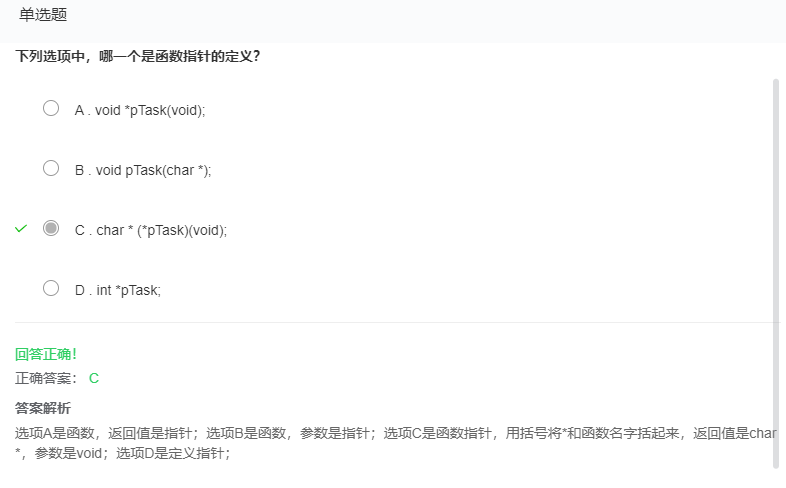 单选题
下列选项中，哪一个是函数指针的定义?
A . void *pTask(void);
B . void pTask(char *);
C . char * (*pTask)(void);
D . int *pTask;
回答正确!
正确答案： C
答案解析
选项A是函数，返回值是指针；选项B是函数，参数是指针；选项C是函数指针，用括号将*和函数名字括起来，返回值是char
*，参数是void；选项D是定义指针；